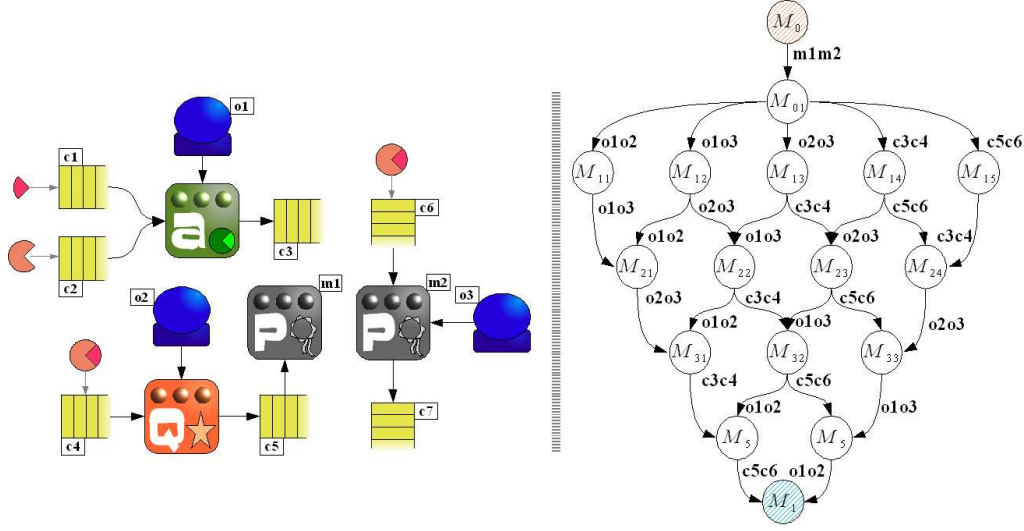 o1
c1
a
c2
c3
c6
o2
m1
m2
o3
P
P
c4
Q
c5
c7
M0
m1m2
M01
o1o2
o1o3
o2o3
c3c4
c5c6
M11
M12
M13
M14
M15
o1o3
o2o3
c3c4
c5c6
o1o2
o1o3
o2o3
c3c4
M21
M22
M23
M24
o2o3
c3c4
c5c6
o1o2
o1o3
o2o3
M31
M32
M33
c3c4
c5c6
o1o2
o1o3
M5
M5
c5c6
o1o2
M1